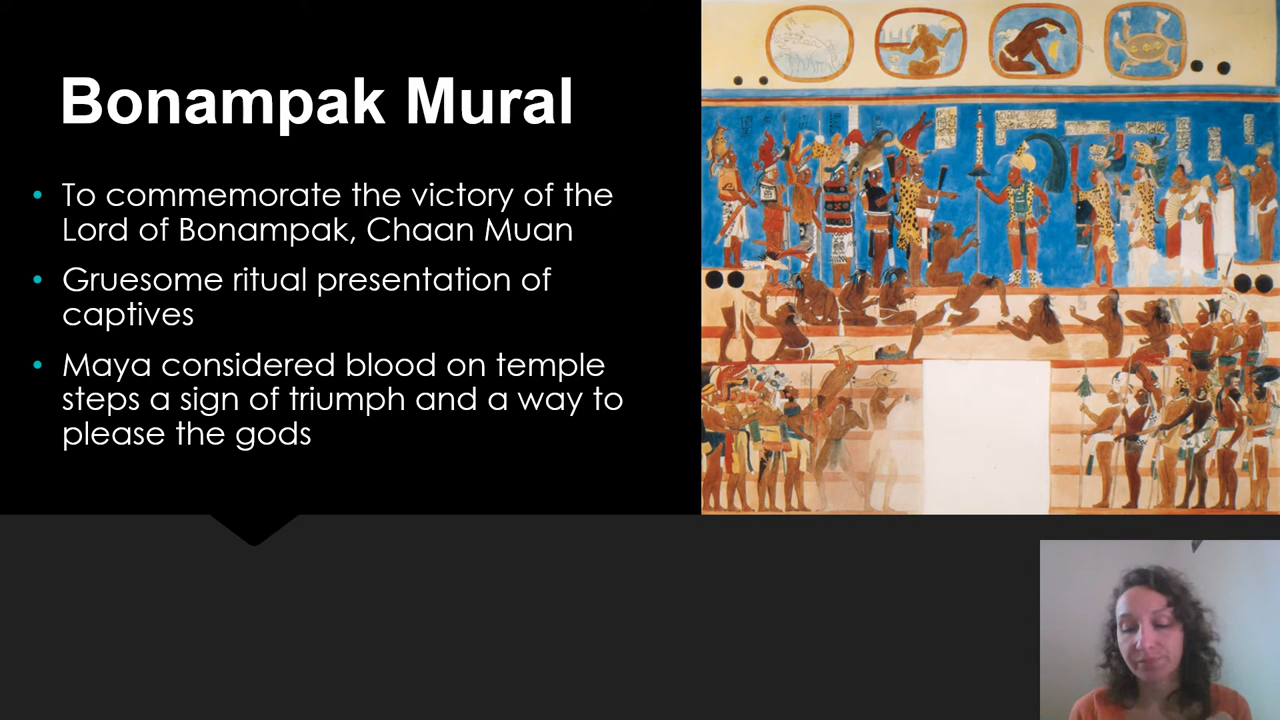 Bonampak Mural
• To commemorate the victory of the
Lord of Bonampak, Chaan Muan
• Gruesome ritual presentation of
captives
• Maya considered blood on temple
steps a sign of triumph and a way to
please the gods